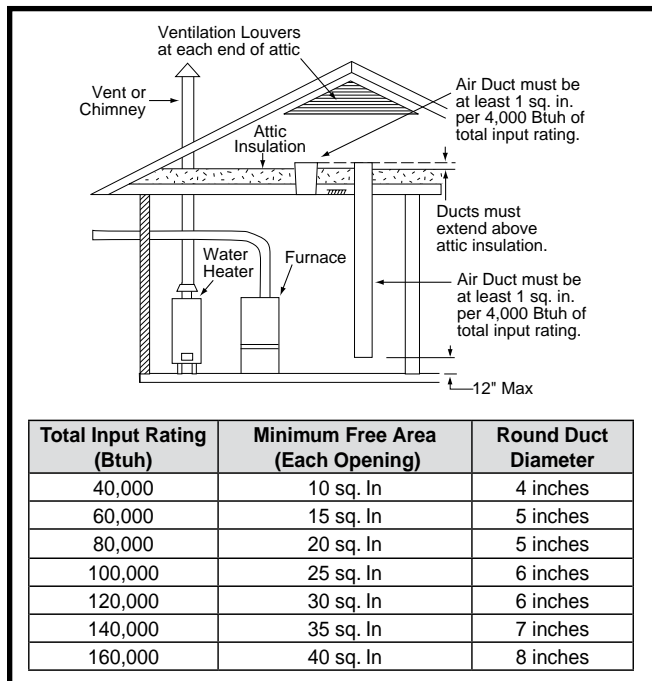 Ventilation Louvers
at each end of attic
Vent or
Chimney
Air Duct must be
at least 1 sq. in.
per 4,000 Btuh of
total input rating.
Attic
Insulation
Ducts must
extend above
attic insulation.
Water
Heater
Furnace
Air Duct must be
at least 1 sq. in.
per 4,000 Btuh of
total input rating.
12" Max
Total Input Rating (Btuh) Minimum Free Area (Each Opening) Round Duct Diameter
40,000 10 sq. In 4 inches
60,000 15 sq. In 5 inches
80,000 20 sq. In 5 inches
100,000 25 sq. In 6 inches
120,000 30 sq. In 6 inches
140,000 35 sq. In 7 inches
160,000 40 sq. In 8 inches